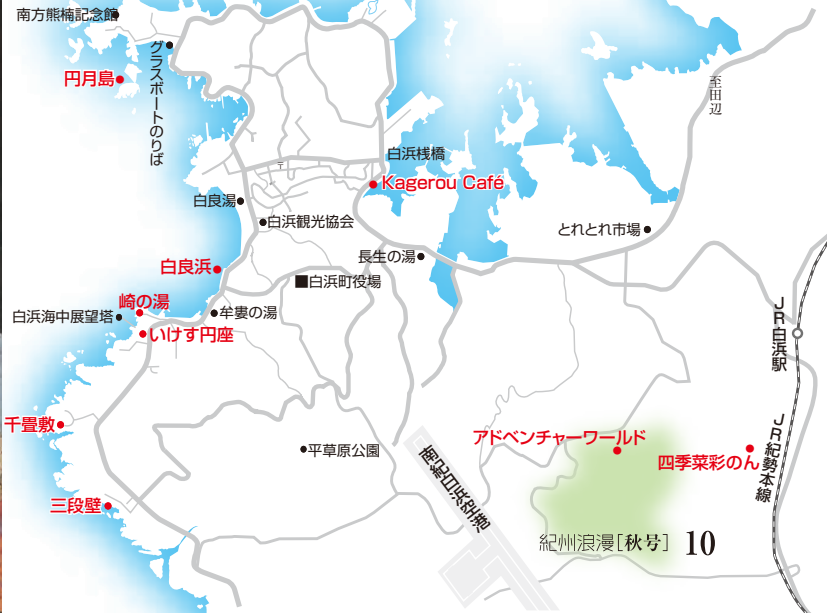 南方熊楠記念館
グラスボートのりば
円月島
至田辺
〒
白浜桟橋
Kagerou Café
白良湯
白浜観光協会
とれとれ市場
長生の湯
白良浜
白浜町役場
崎の湯
白浜海中展望塔
牟婁の湯
いけす円座
JR白浜駅
千畳敷
平草原公園
アドベンチャーワールド
四季菜彩のん
JR紀勢本線
南紀白浜空港
三段壁
紀州浪漫[秋号] 10